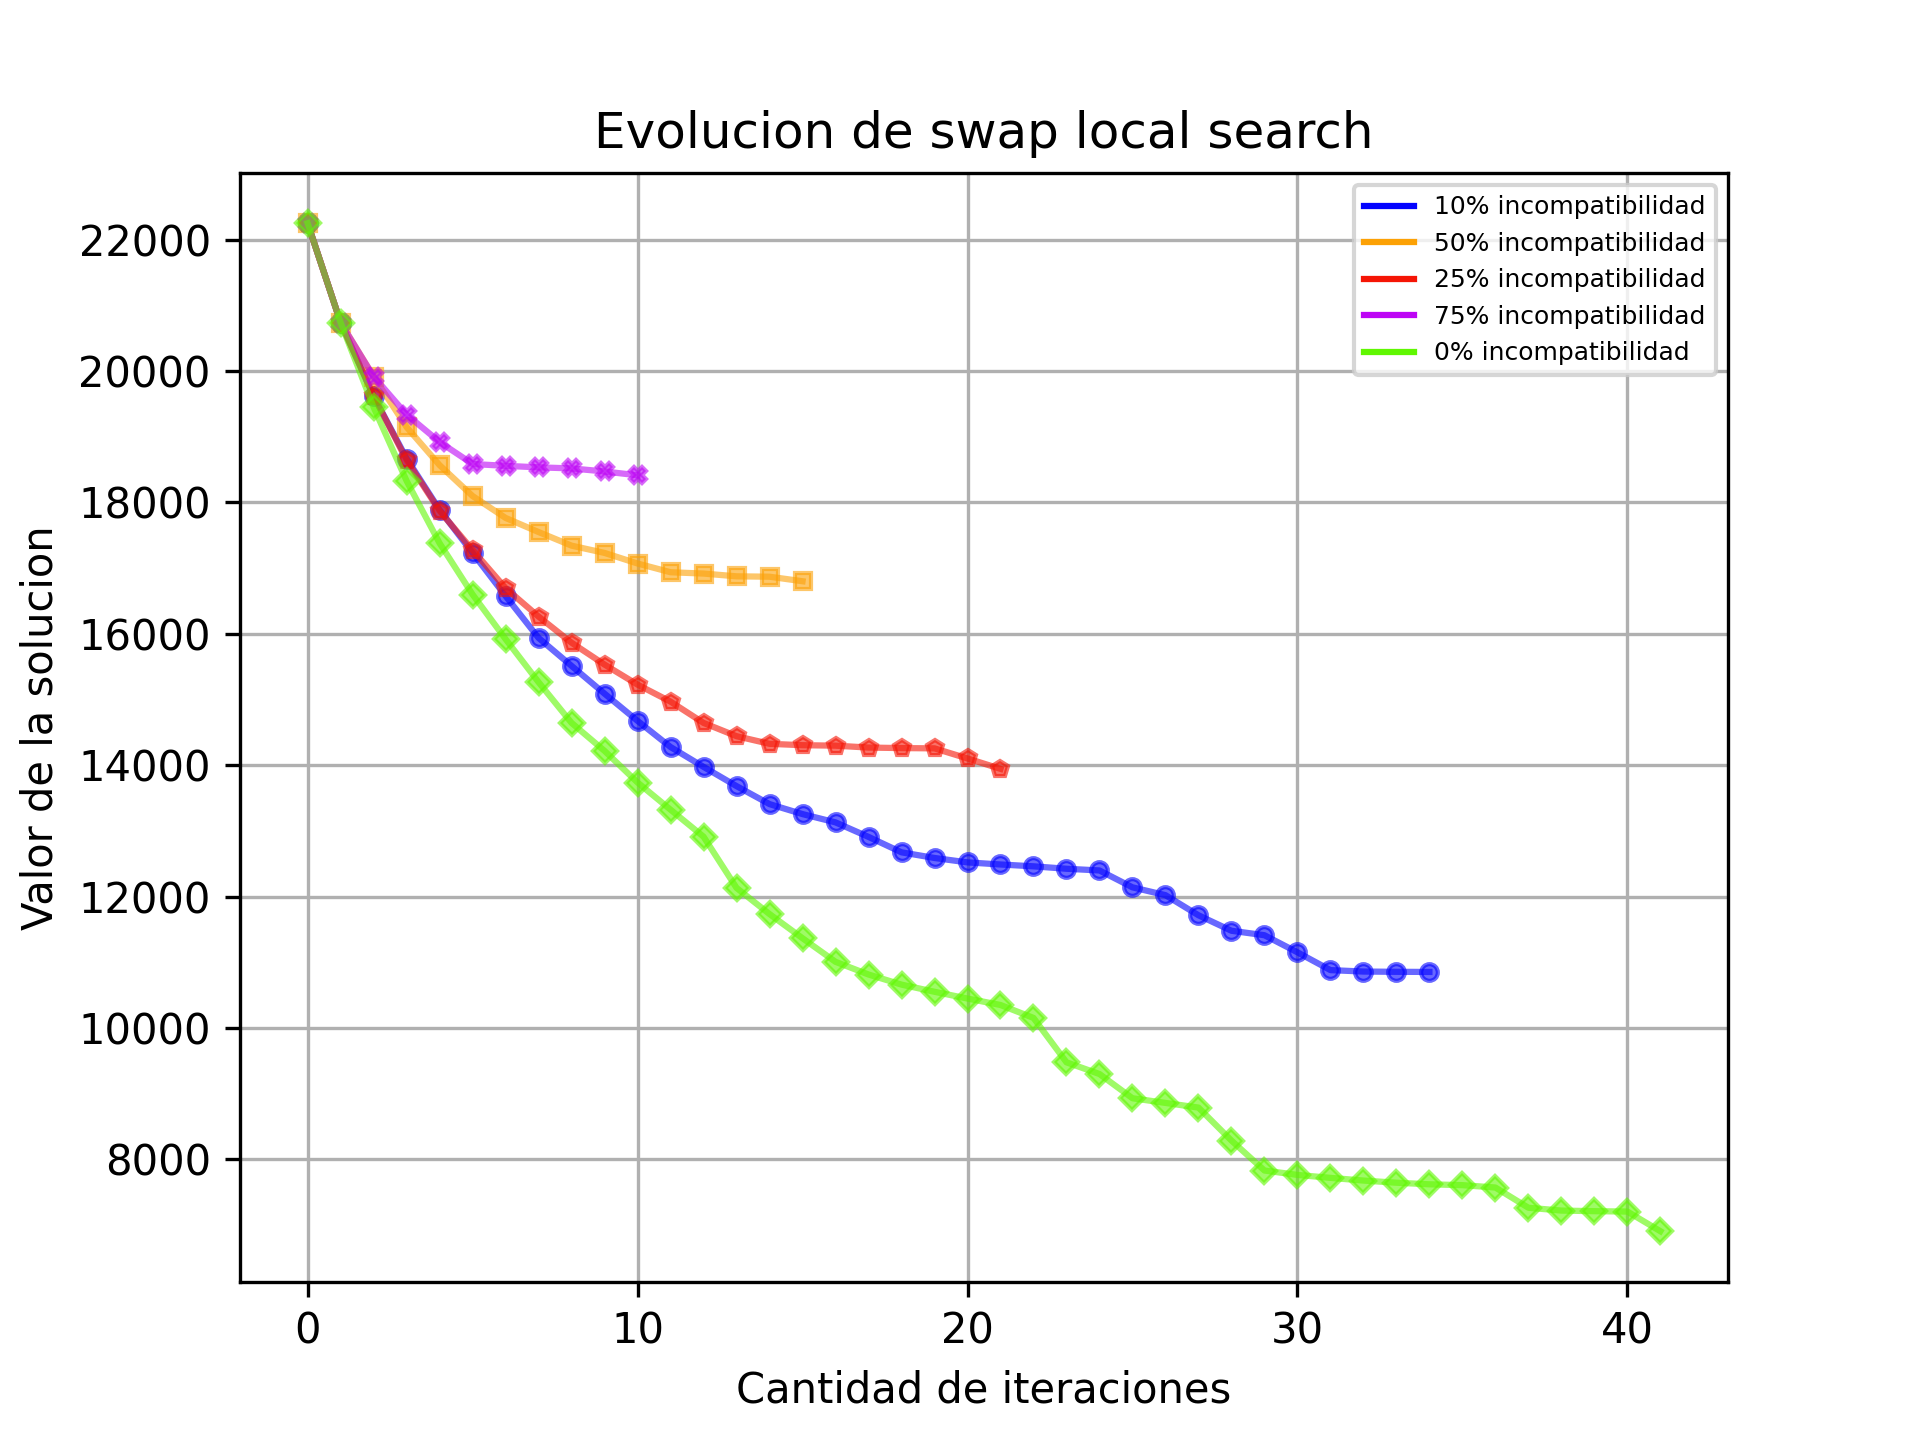 Evolucion de swap local search
10% incompatibilidad
50% incompatibilidad
25% incompatibilidad
75% incompatibilidad
0% incompatibilidad
Valor de la solucion
22000
20000
18000
16000
14000
12000
10000
8000
0 10 20 30 40
Cantidad de iteraciones